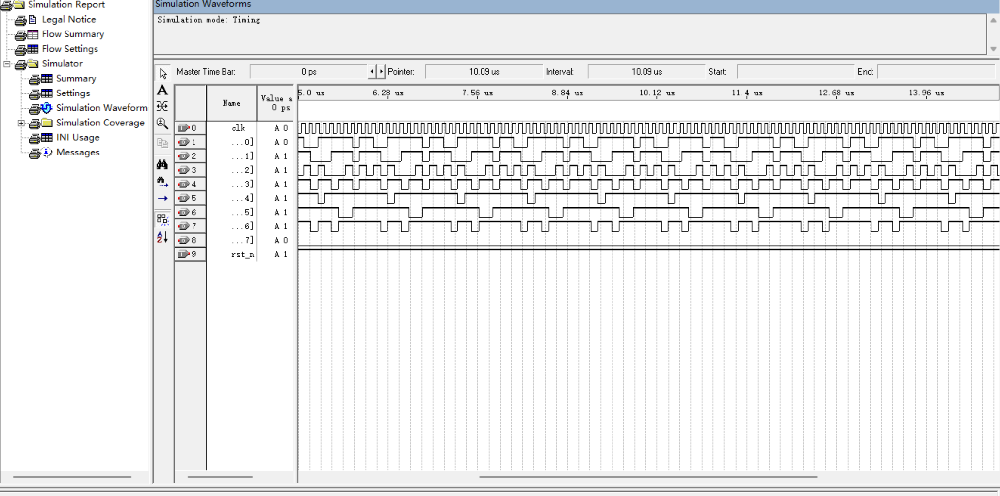 Simulation Report
Legal Notice
Flow Summary
Flow Settings
Simulator
Summary
Settings
Simulation Waveform
Simulation Coverage
INI Usage
Messages
Simulation Waveforms
Simulation mode: Timing
Master Time Bar: 0 ps Pointer: 10.09 us Interval: 10.09 us Start: End:
Name Value a 0 ps
5.0 us 6.28 us 7.56 us 8.84 us 10.12 us 11.4 us 12.68 us 13.96 us
0 clk A 0
1 ...0] A 0
2 ...1] A 1
3 ...2] A 1
4 ...3] A 1
5 ...4] A 1
6 ...5] A 1
7 ...6] A 1
8 ...7] A 0
9 rst_n A 1